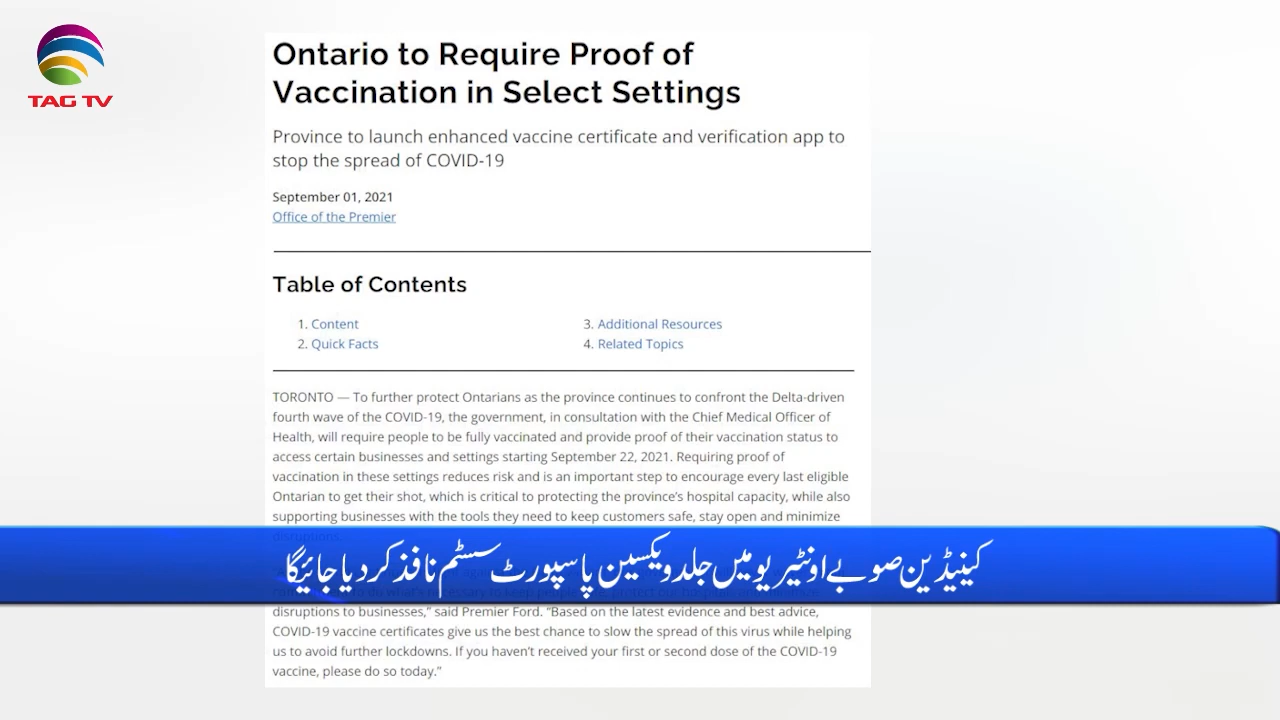 TAG TV
Ontario to Require Proof of
Vaccination in Select Settings
Province to launch enhanced vaccine certificate and verification app to
stop the spread of COVID-19
September 01, 2021
Office of the Premier
Table of Contents
1. Content
2. Quick Facts
3. Additional Resources
4. Related Topics
TORONTO — To further protect Ontarians as the province continues to confront the Delta-driven
fourth wave of the COVID-19, the government, in consultation with the Chief Medical Officer of
Health, will require people to be fully vaccinated and provide proof of their vaccination status to
access certain businesses and settings starting September 22, 2021. Requiring proof of
vaccination in these settings reduces risk and is an important step to encourage every last eligible
Ontarian to get their shot, which is critical to protecting the province’s hospital capacity, while also
supporting businesses with the tools they need to keep customers safe, stay open and minimize
disruptions.
کینیڈین صوبے اونٹیریو میں جلد ویکسین پاسپورٹ سسٹم نافذ کر دیا جائیگا
disruptions to businesses,” said Premier Ford. “Based on the latest evidence and best advice,
COVID-19 vaccine certificates give us the best chance to slow the spread of this virus while helping
us to avoid further lockdowns. If you haven’t received your first or second dose of the COVID-19
vaccine, please do so today.”